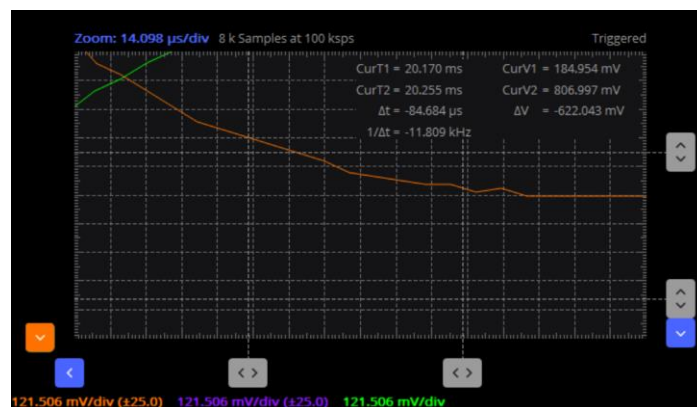 Zoom: 14.098 µs/div 8 k Samples at 100 ksps Triggered
CurT1 = 20.170 ms CurV1 = 184.954 mV
CurT2 = 20.255 ms CurV2 = 806.997 mV
Δt = -84.684 µs ΔV = -622.043 mV
1/Δt = -11.809 kHz
121.506 mV/div (±25.0) 121.506 mV/div (±25.0) 121.506 mV/div